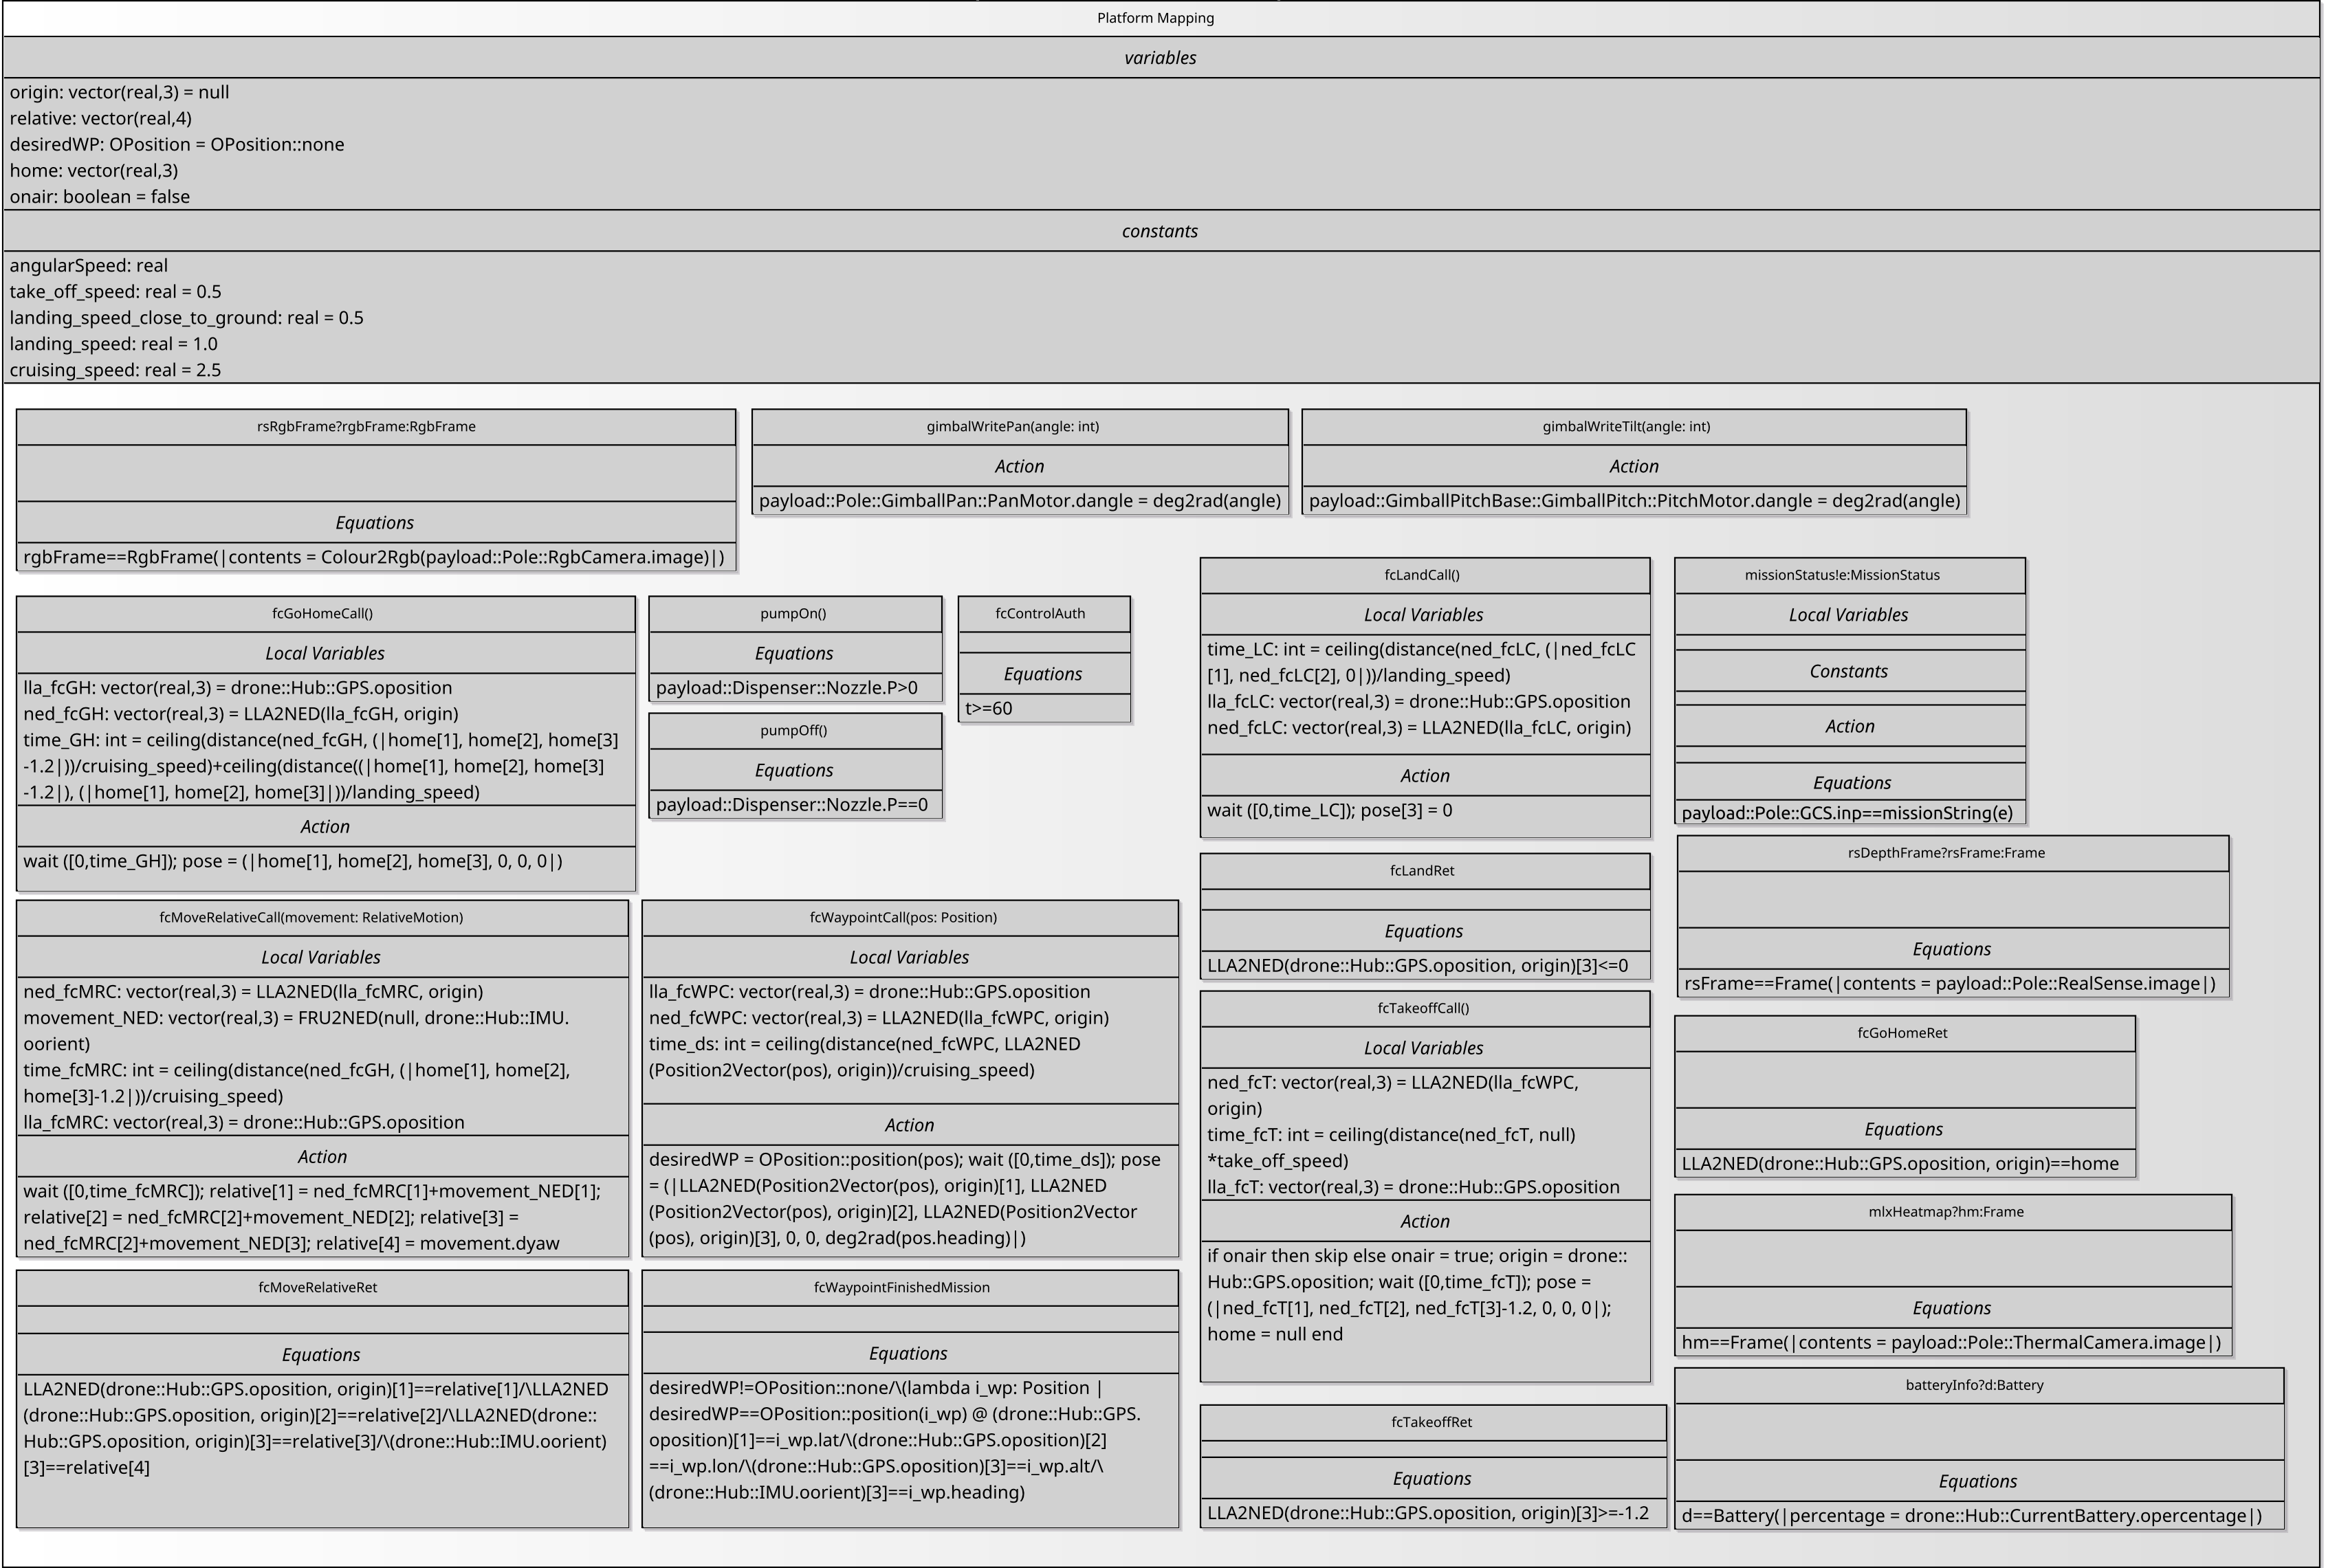 Platform Mapping
variables
origin: vector(real,3) = null
relative: vector(real,4)
desiredWP: OPosition = OPosition::none
home: vector(real,3)
onair: boolean = false
constants
angularSpeed: real
take_off_speed: real = 0.5
landing_speed_close_to_ground: real = 0.5
landing_speed: real = 1.0
cruising_speed: real = 2.5
rsRgbFrame?rgbFrame:RgbFrame
Equations
rgbFrame==RgbFrame(|contents = Colour2Rgb(payload::Pole::RgbCamera.image)|)
gimbalWritePan(angle: int)
Action
payload::Pole::GimballPan::PanMotor.dangle = deg2rad(angle)
gimbalWriteTilt(angle: int)
Action
payload::GimballPitchBase::GimballPitch::PitchMotor.dangle = deg2rad(angle)
fcGoHomeCall()
Local Variables
lla_fcGH: vector(real,3) = drone::Hub::GPS.oposition
ned_fcGH: vector(real,3) = LLA2NED(lla_fcGH, origin)
time_GH: int = ceiling(distance(ned_fcGH, (|home[1], home[2], home[3]
-1.2|))/cruising_speed)+ceiling(distance((|home[1], home[2], home[3]
-1.2|), (|home[1], home[2], home[3]|))/landing_speed)
Action
wait ([0,time_GH]); pose = (|home[1], home[2], home[3], 0, 0, 0|)
pumpOn()
Equations
payload::Dispenser::Nozzle.P>0
pumpOff()
Equations
payload::Dispenser::Nozzle.P==0
fcControlAuth
Equations
t>=60
fcLandCall()
Local Variables
time_LC: int = ceiling(distance(ned_fcLC, (|ned_fcLC
[1], ned_fcLC[2], 0|))/landing_speed)
lla_fcLC: vector(real,3) = drone::Hub::GPS.oposition
ned_fcLC: vector(real,3) = LLA2NED(lla_fcLC, origin)
Action
wait ([0,time_LC]); pose[3] = 0
missionStatus!e:MissionStatus
Local Variables
Constants
Action
Equations
payload::Pole::GCS.inp==missionString(e)
fcLandRet
Equations
LLA2NED(drone::Hub::GPS.oposition, origin)[3]<=0
rsDepthFrame?rsFrame:Frame
Equations
rsFrame==Frame(|contents = payload::Pole::RealSense.image|)
fcMoveRelativeCall(movement: RelativeMotion)
Local Variables
ned_fcMRC: vector(real,3) = LLA2NED(lla_fcMRC, origin)
movement_NED: vector(real,3) = FRU2NED(null, drone::Hub::IMU.
oorient)
time_fcMRC: int = ceiling(distance(ned_fcGH, (|home[1], home[2],
home[3]-1.2|))/cruising_speed)
lla_fcMRC: vector(real,3) = drone::Hub::GPS.oposition
Action
wait ([0,time_fcMRC]); relative[1] = ned_fcMRC[1]+movement_NED[1];
relative[2] = ned_fcMRC[2]+movement_NED[2]; relative[3] =
ned_fcMRC[2]+movement_NED[3]; relative[4] = movement.dyaw
fcWaypointCall(pos: Position)
Local Variables
lla_fcWPC: vector(real,3) = drone::Hub::GPS.oposition
ned_fcWPC: vector(real,3) = LLA2NED(lla_fcWPC, origin)
time_ds: int = ceiling(distance(ned_fcWPC, LLA2NED
(Position2Vector(pos), origin))/cruising_speed)
Action
desiredWP = OPosition::position(pos); wait ([0,time_ds]); pose
= (|LLA2NED(Position2Vector(pos), origin)[1], LLA2NED
(Position2Vector(pos), origin)[2], LLA2NED(Position2Vector
(pos), origin)[3], 0, 0, deg2rad(pos.heading)|)
fcTakeoffCall()
Local Variables
ned_fcT: vector(real,3) = LLA2NED(lla_fcWPC,
origin)
time_fcT: int = ceiling(distance(ned_fcT, null)
*take_off_speed)
lla_fcT: vector(real,3) = drone::Hub::GPS.oposition
Action
if onair then skip else onair = true; origin = drone::
Hub::GPS.oposition; wait ([0,time_fcT]); pose =
(|ned_fcT[1], ned_fcT[2], ned_fcT[3]-1.2, 0, 0, 0|);
home = null end
fcGoHomeRet
Equations
LLA2NED(drone::Hub::GPS.oposition, origin)==home
mlxHeatmap?hm:Frame
Equations
hm==Frame(|contents = payload::Pole::ThermalCamera.image|)
fcMoveRelativeRet
Equations
LLA2NED(drone::Hub::GPS.oposition, origin)[1]==relative[1]/\LLA2NED
(drone::Hub::GPS.oposition, origin)[2]==relative[2]/\LLA2NED(drone::
Hub::GPS.oposition, origin)[3]==relative[3]/\(drone::Hub::IMU.oorient)
[3]==relative[4]
fcWaypointFinishedMission
Equations
desiredWP!=OPosition::none/\(lambda i_wp: Position |
desiredWP==OPosition::position(i_wp) @ (drone::Hub::GPS.
oposition)[1]==i_wp.lat/\(drone::Hub::GPS.oposition)[2]
==i_wp.lon/\(drone::Hub::GPS.oposition)[3]==i_wp.alt/\
(drone::Hub::IMU.oorient)[3]==i_wp.heading)
fcTakeoffRet
Equations
LLA2NED(drone::Hub::GPS.oposition, origin)[3]>=-1.2
batteryInfo?d:Battery
Equations
d==Battery(|percentage = drone::Hub::CurrentBattery.opercentage|)